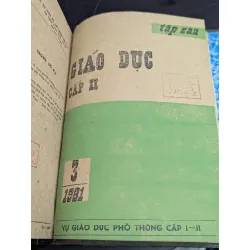 tập san
GIÁO DỤC
CẤP II
3
1981
VỤ GIÁO DỤC PHỔ THÔNG CẤP I-II